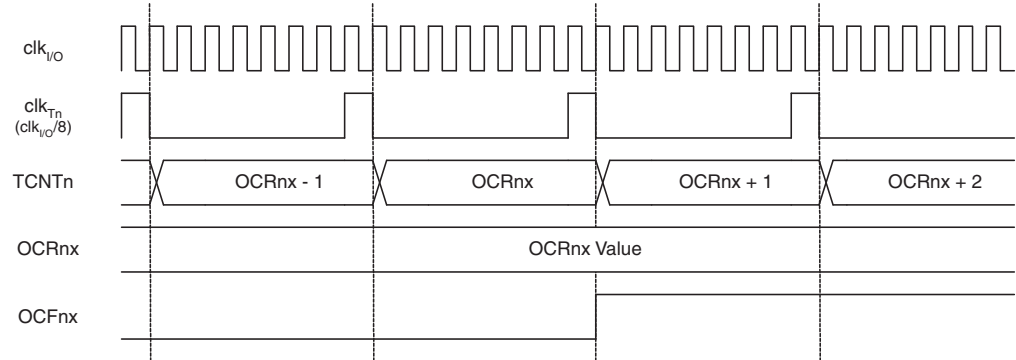 clkI/O
clkTn
(clkI/O/8)
TCNTn OCRnx - 1 OCRnx OCRnx + 1 OCRnx + 2
OCRnx OCRnx Value
OCFnx